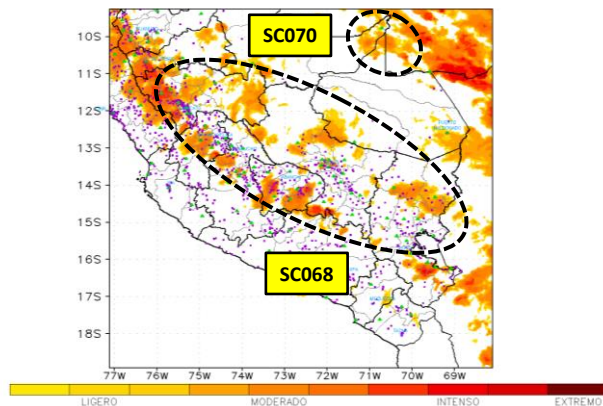 SC070
10S
11S
12S
13S
14S
15S
16S
17S
18S
SC068
77W 76W 75W 74W 73W 72W 71W 70W 69W
LIGERO MODERADO INTENSO EXTREMO